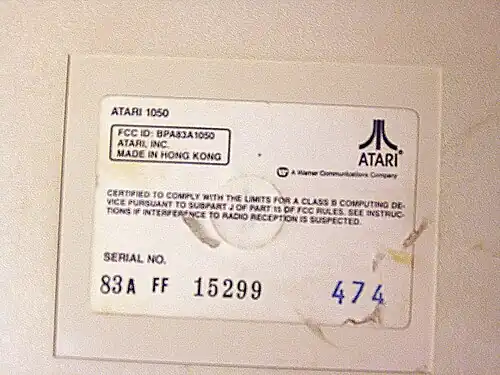 ATARI 1050
FCC ID: BPA83A1050
ATARI, INC.
MADE IN HONG KONG
ATARI®
A Warner Communications Company
CERTIFIED TO COMPLY WITH THE LIMITS FOR A CLASS B COMPUTING DE-
VICE PURSUANT TO SUBPART J OF PART 15 OF FCC RULES. SEE INSTRUC-
TIONS IF INTERFERENCE TO RADIO RECEPTION IS SUSPECTED.
SERIAL NO.
83A FF 15299 474